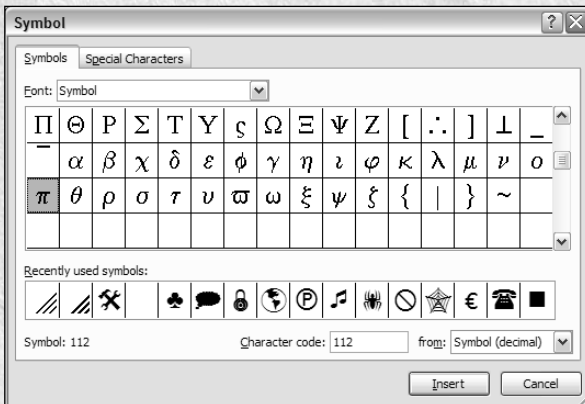 Symbol
Symbols Special Characters
Font: Symbol
Π Θ Ρ Σ Τ Υ ς Ω Ξ Ψ Ζ [ ∴ ] ⊥ _
‾ α β χ δ ε φ γ η ι ϕ κ λ μ ν ο
π θ ρ σ τ υ ϖ ω ξ ψ ζ { | } ~
Recently used symbols:
♣ Ⓟ ♫ € ☎ ■
Symbol: 112 Character code: 112 from: Symbol (decimal)
Insert Cancel